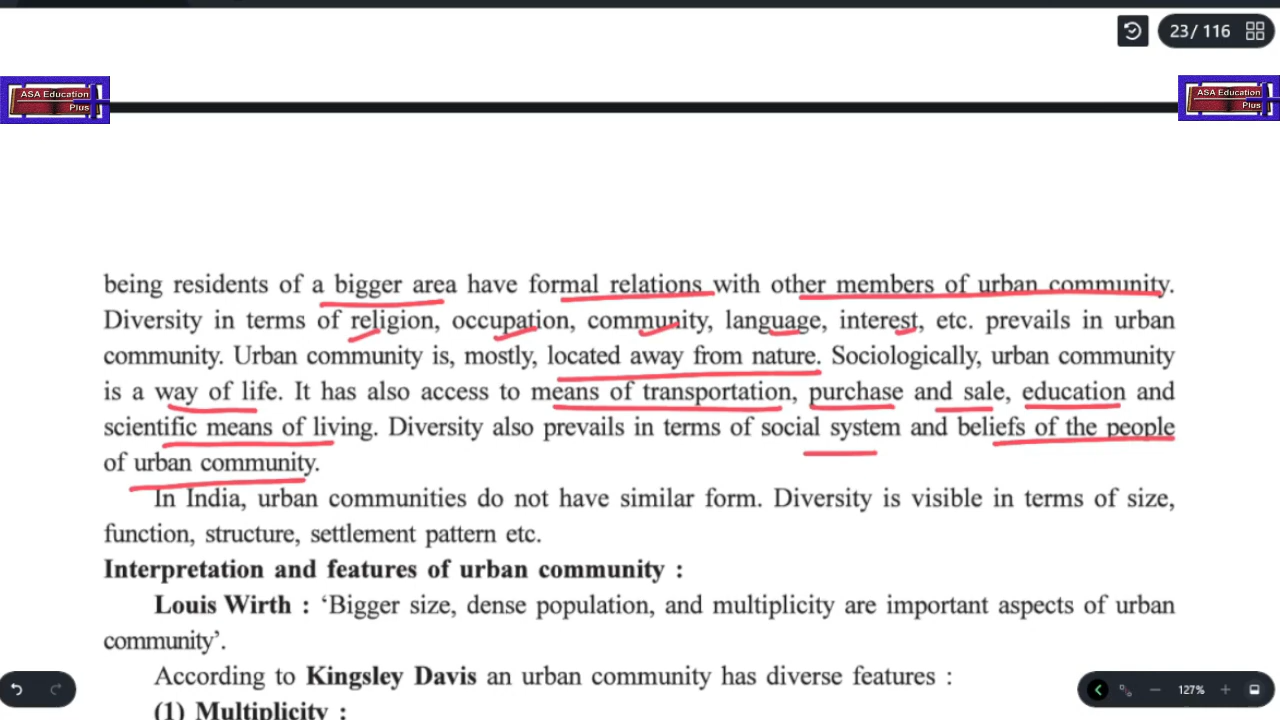 23/ 116
ASA Education
Plus
ASA Education
Plus
being residents of a bigger area have formal relations with other members of urban community.
Diversity in terms of religion, occupation, community, language, interest, etc. prevails in urban
community. Urban community is, mostly, located away from nature. Sociologically, urban community
is a way of life. It has also access to means of transportation, purchase and sale, education and
scientific means of living. Diversity also prevails in terms of social system and beliefs of the people
of urban community.
In India, urban communities do not have similar form. Diversity is visible in terms of size,
function, structure, settlement pattern etc.
Interpretation and features of urban community :
Louis Wirth : ‘Bigger size, dense population, and multiplicity are important aspects of urban
community’.
According to Kingsley Davis an urban community has diverse features :
(1) Multiplicity :
127%